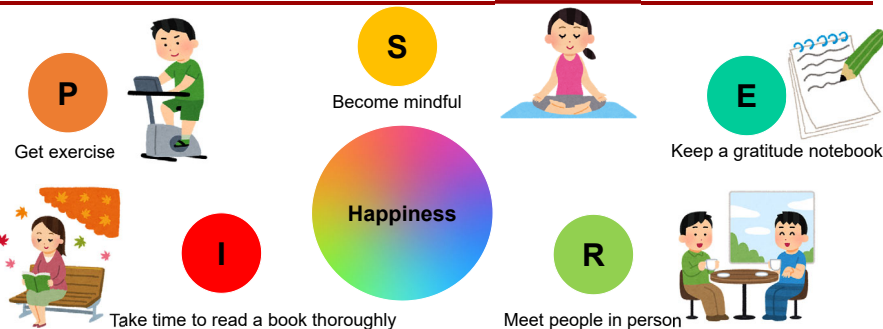 S
Become mindful
P
Get exercise
E
Keep a gratitude notebook
Happiness
I
Take time to read a book thoroughly
R
Meet people in person